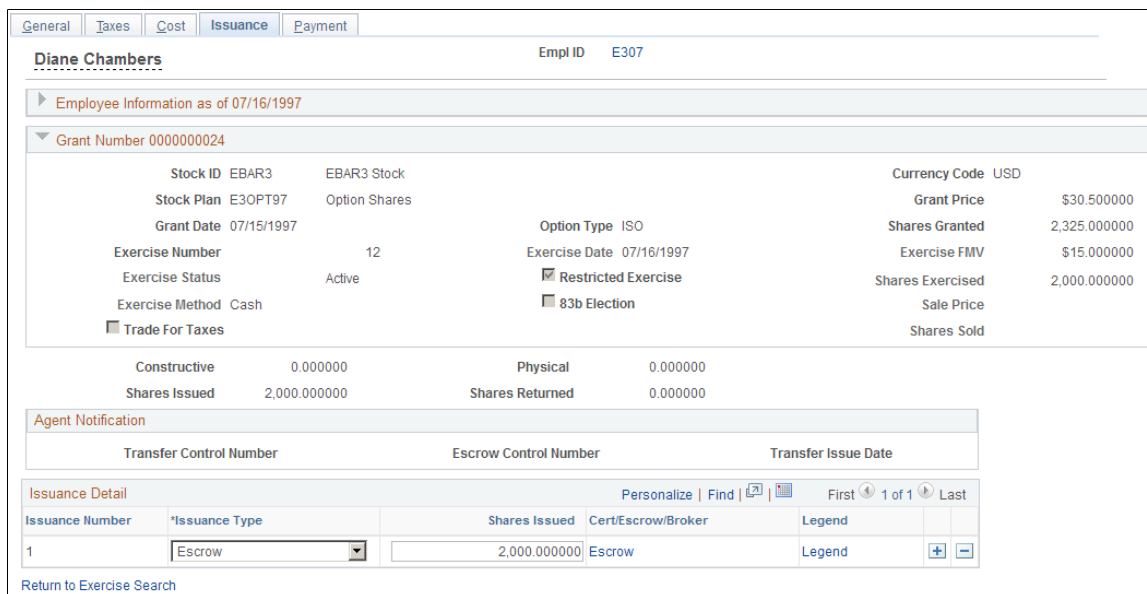 General Taxes Cost Issuance Payment
Diane Chambers Empl ID E307
Employee Information as of 07/16/1997
Grant Number 0000000024
Stock ID EBAR3 EBAR3 Stock Currency Code USD
Stock Plan E3OPT97 Option Shares Grant Price $30.500000
Grant Date 07/15/1997 Option Type ISO Shares Granted 2,325.000000
Exercise Number 12 Exercise Date 07/16/1997 Exercise FMV $15.000000
Exercise Status Active Restricted Exercise Shares Exercised 2,000.000000
Exercise Method Cash 83b Election Sale Price
Trade For Taxes Shares Sold
Constructive 0.000000 Physical 0.000000
Shares Issued 2,000.000000 Shares Returned 0.000000
Agent Notification
Transfer Control Number Escrow Control Number Transfer Issue Date
Issuance Detail Personalize | Find | | First 1 of 1 Last
Issuance Number *Issuance Type Shares Issued Cert/Escrow/Broker Legend
1 Escrow 2,000.000000 Escrow Legend
Return to Exercise Search